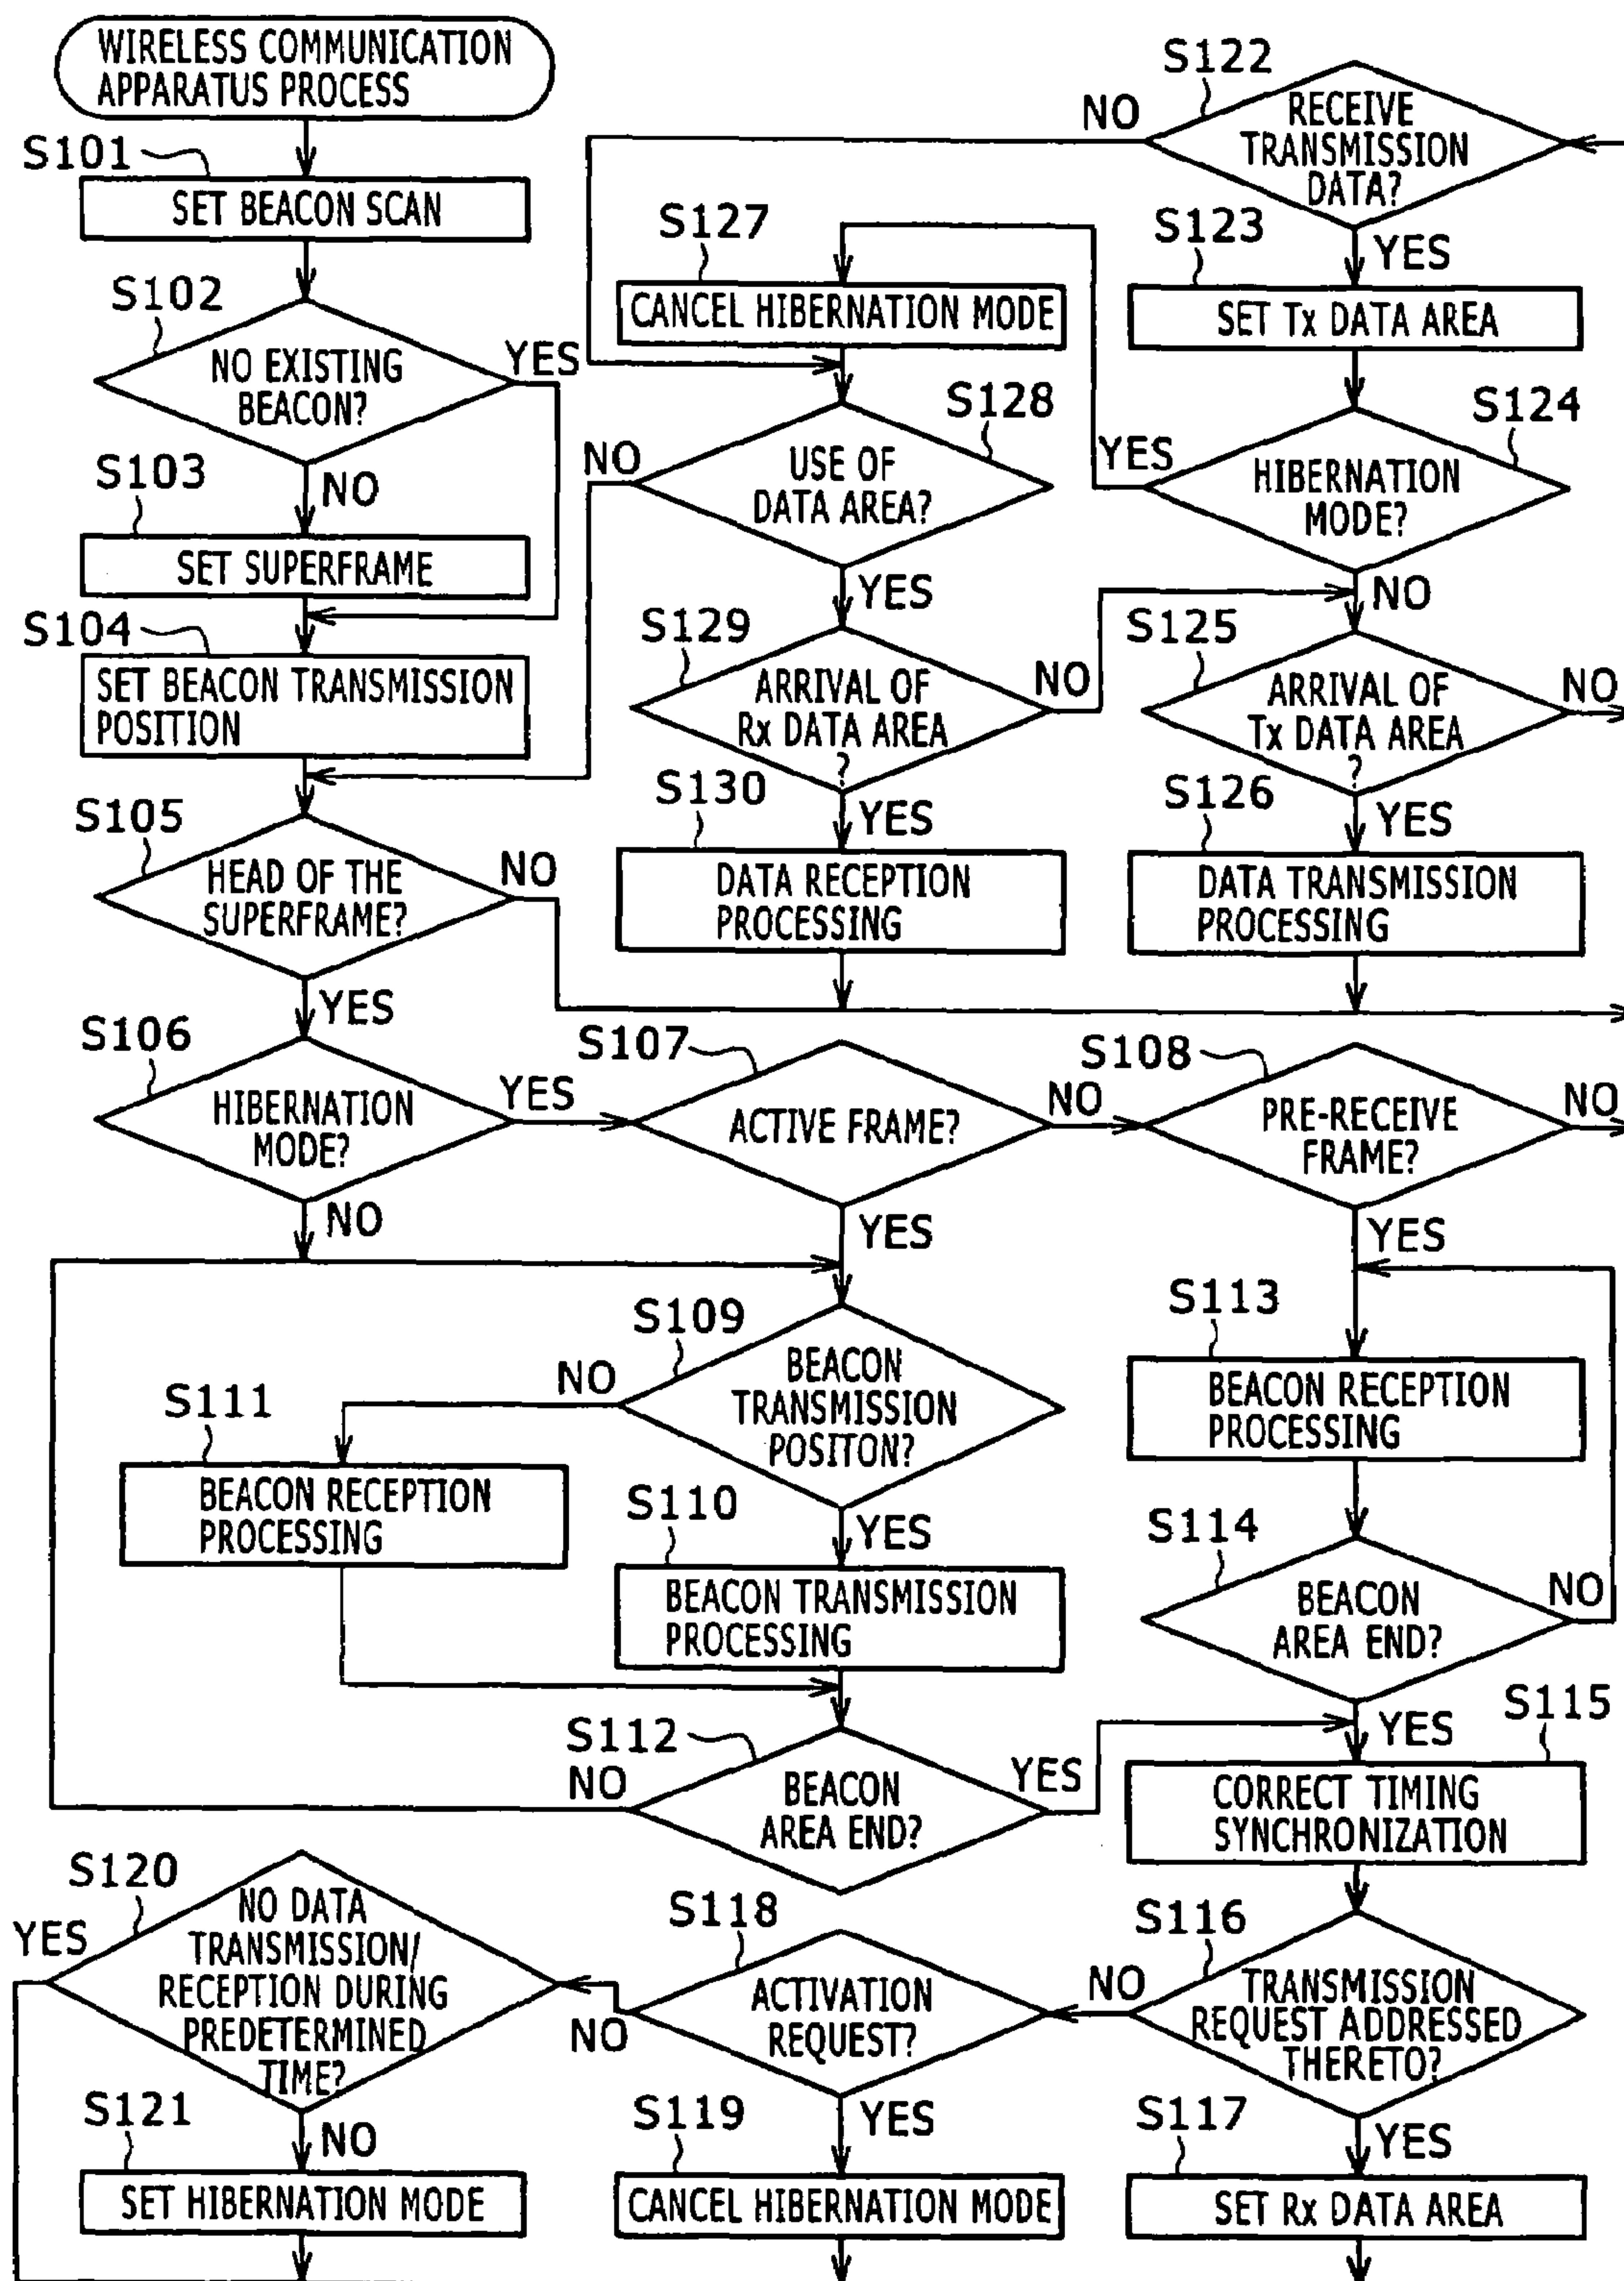 WIRELESS COMMUNICATION
APPARATUS PROCESS
S101
SET BEACON SCAN
S102
NO EXISTING
BEACON?
YES
NO
S103
SET SUPERFRAME
S104
SET BEACON TRANSMISSION
POSITION
S105
HEAD OF THE
SUPERFRAME?
NO
YES
S122
RECEIVE
TRANSMISSION
DATA?
NO
YES
S123
SET Tx DATA AREA
S124
HIBERNATION
MODE?
YES
NO
S127
CANCEL HIBERNATION MODE
S128
USE OF
DATA AREA?
NO
YES
S129
ARRIVAL OF
Rx DATA AREA
?
NO
YES
S130
DATA RECEPTION
PROCESSING
S125
ARRIVAL OF
Tx DATA AREA
?
NO
YES
S126
DATA TRANSMISSION
PROCESSING
S106
HIBERNATION
MODE?
YES
NO
S107
ACTIVE FRAME?
NO
YES
S108
PRE-RECEIVE
FRAME?
NO
YES
S109
BEACON
TRANSMISSION
POSITON?
NO
YES
S111
BEACON RECEPTION
PROCESSING
S110
BEACON TRANSMISSION
PROCESSING
S112
BEACON
AREA END?
NO
YES
S113
BEACON RECEPTION
PROCESSING
S114
BEACON
AREA END?
NO
YES
S115
CORRECT TIMING
SYNCHRONIZATION
S116
TRANSMISSION
REQUEST ADDRESSED
THERETO?
NO
YES
S117
SET Rx DATA AREA
S118
ACTIVATION
REQUEST?
NO
YES
S119
CANCEL HIBERNATION MODE
S120
NO DATA
TRANSMISSION/
RECEPTION DURING
PREDETERMINED
TIME?
YES
NO
S121
SET HIBERNATION MODE